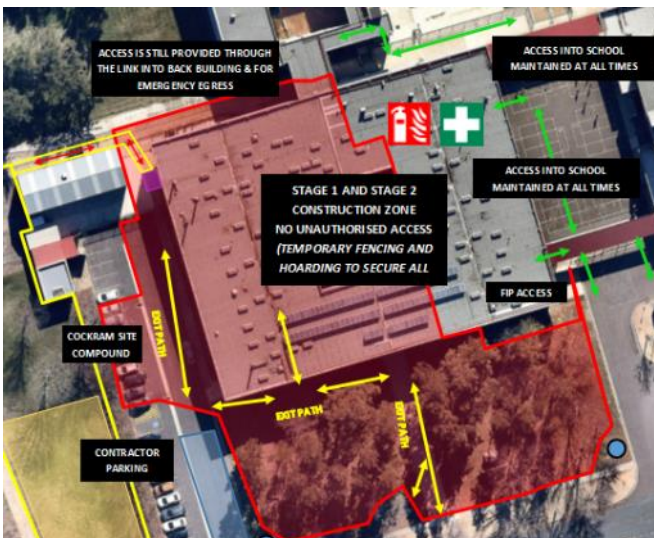 ACCESS IS STILL PROVIDED THROUGH
THE LINK INTO BACK BUILDING & FOR
EMERGENCY EGRESS
ACCESS INTO SCHOOL
MAINTAINED AT ALL TIMES
ACCESS INTO SCHOOL
MAINTAINED AT ALL TIMES
STAGE 1 AND STAGE 2
CONSTRUCTION ZONE
NO UNAUTHORISED ACCESS
(TEMPORARY FENCING AND
HOARDING TO SECURE ALL
FIP ACCESS
EXIT PATH
COCKRAM SITE
COMPOUND
EXIT PATH
EXIT PATH
CONTRACTOR
PARKING